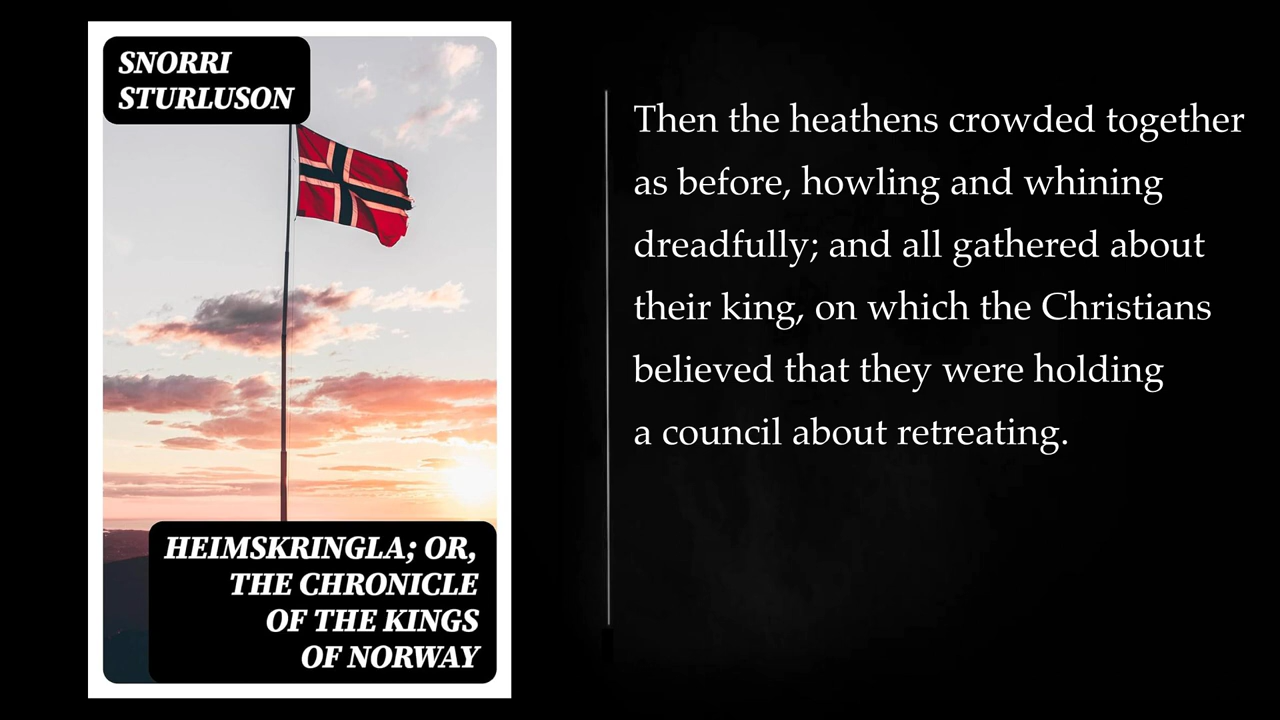 SNORRI
STURLUSON
HEIMSKRINGLA; OR,
THE CHRONICLE
OF THE KINGS
OF NORWAY
Then the heathens crowded together
as before, howling and whining
dreadfully; and all gathered about
their king, on which the Christians
believed that they were holding
a council about retreating.